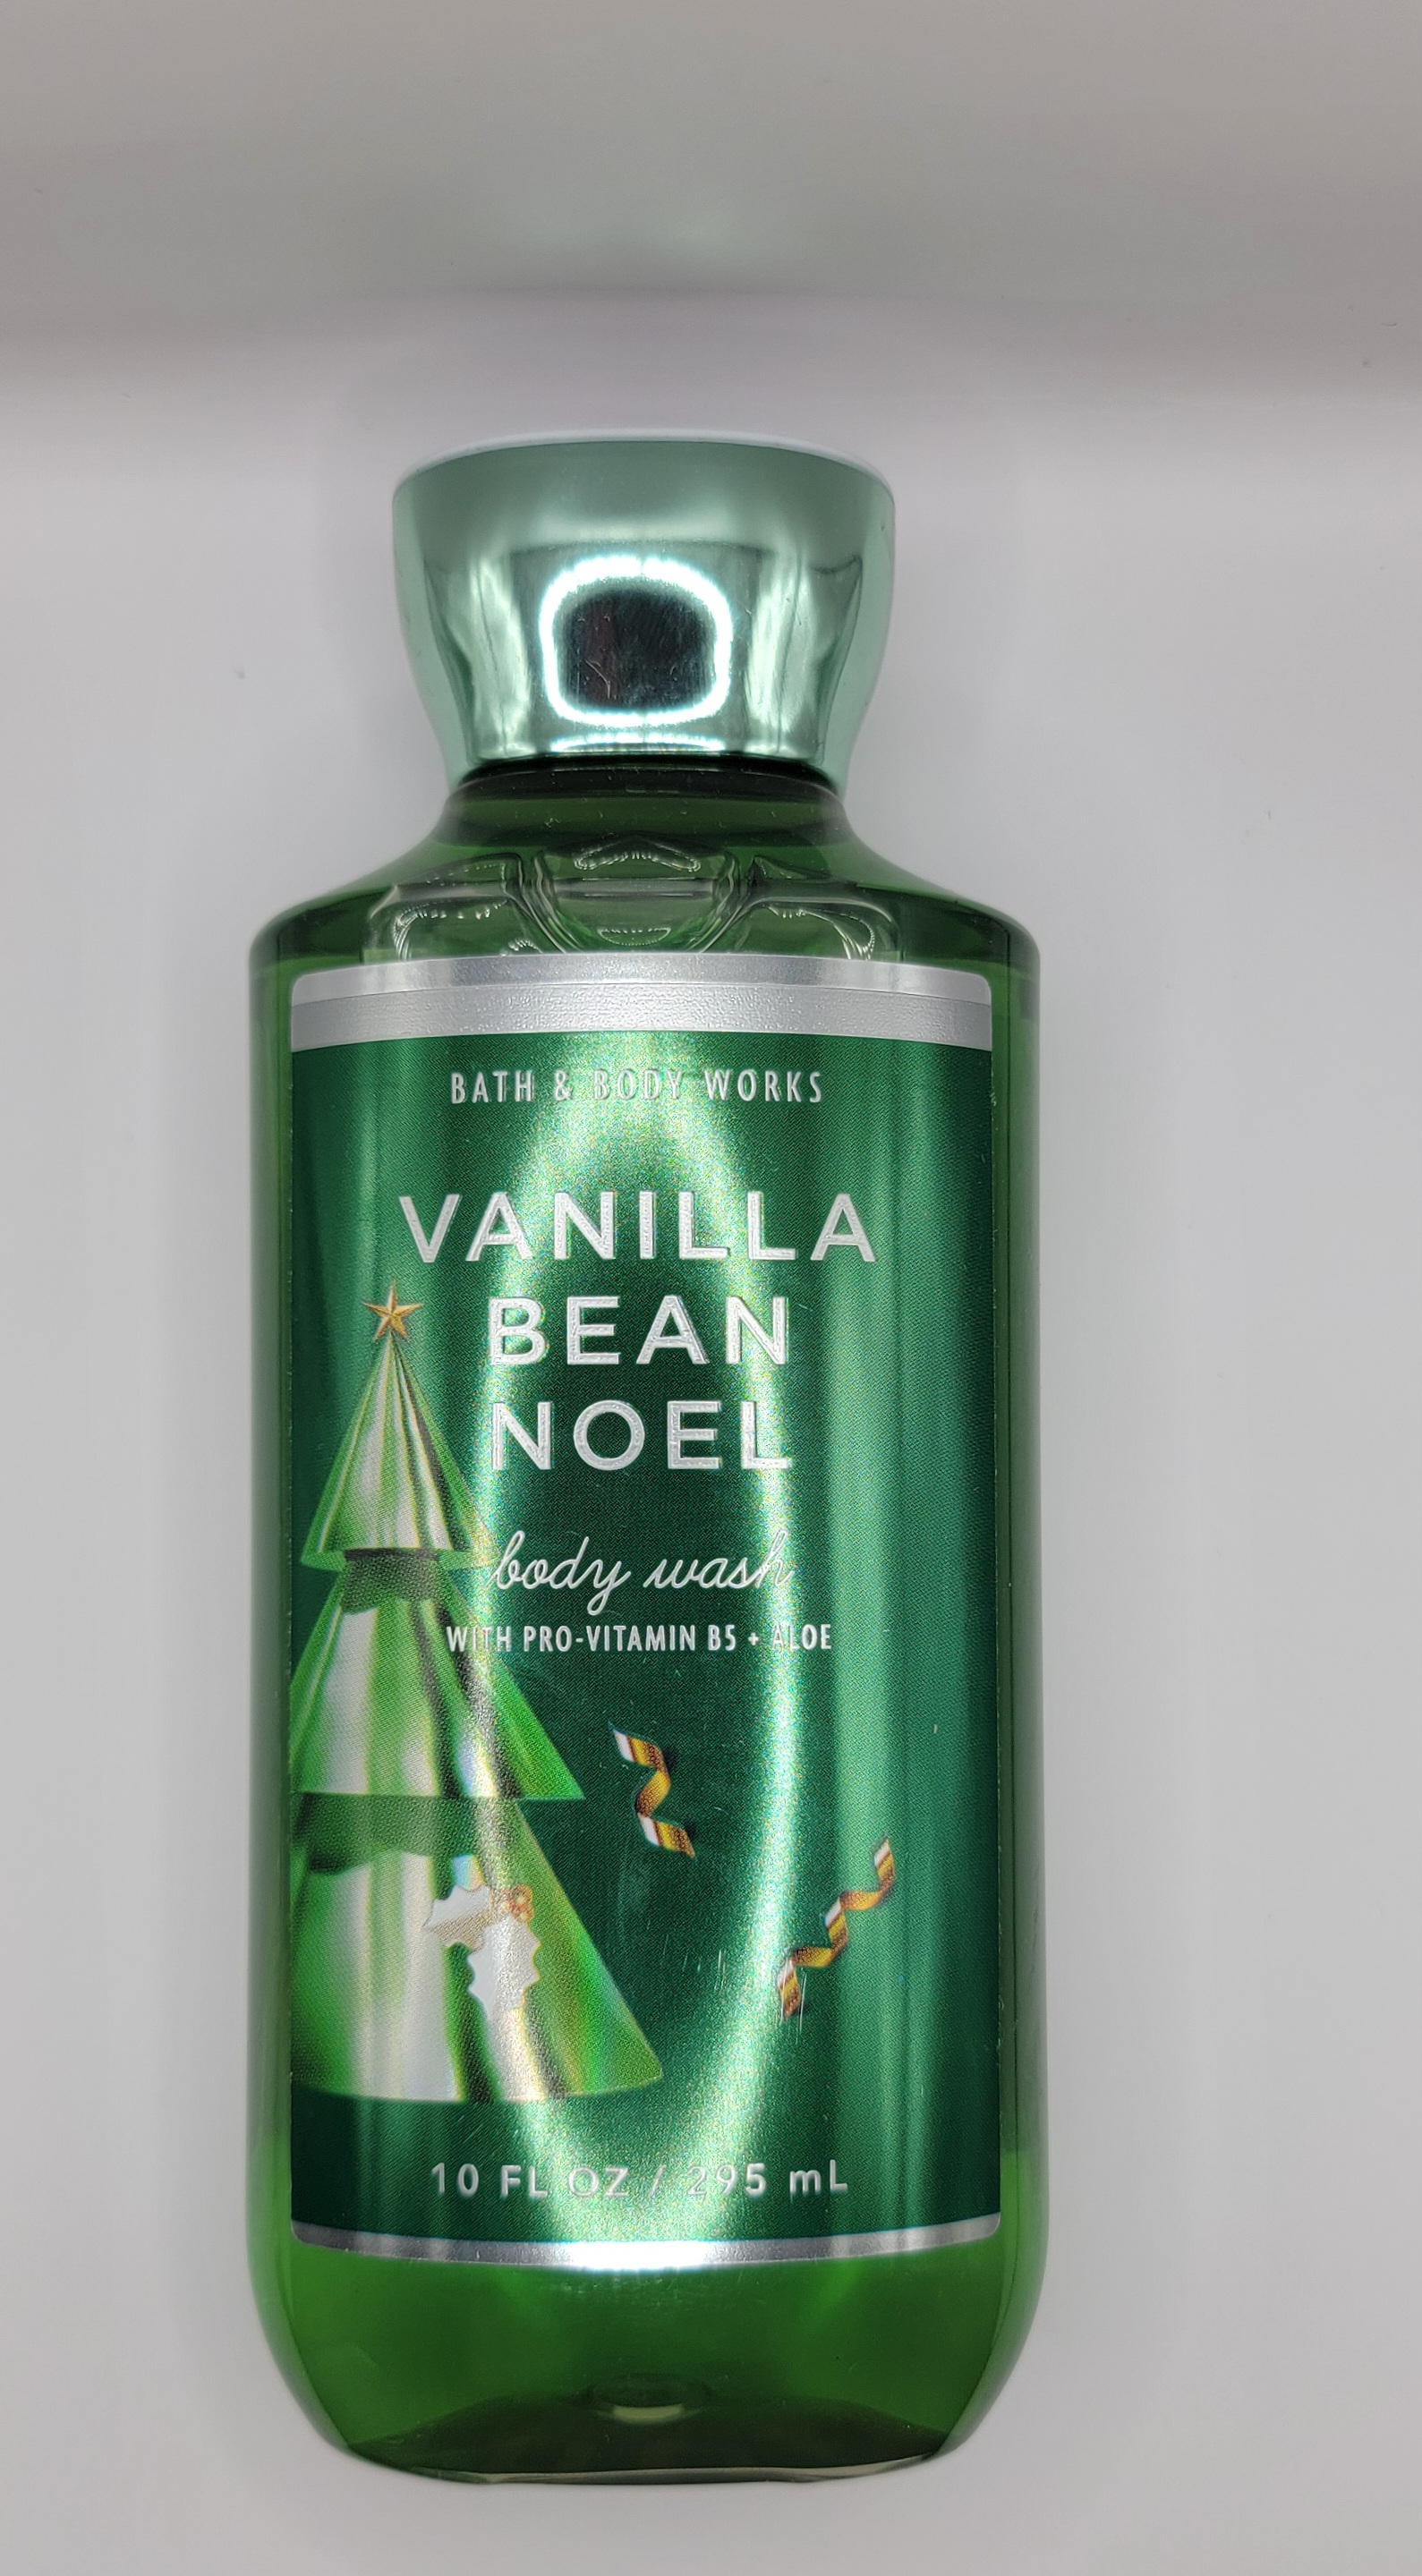 BATH & BODY WORKS
VANILLA
BEAN
NOEL
body wash
WITH PRO-VITAMIN B5 + ALOE
10 FL OZ / 295 mL